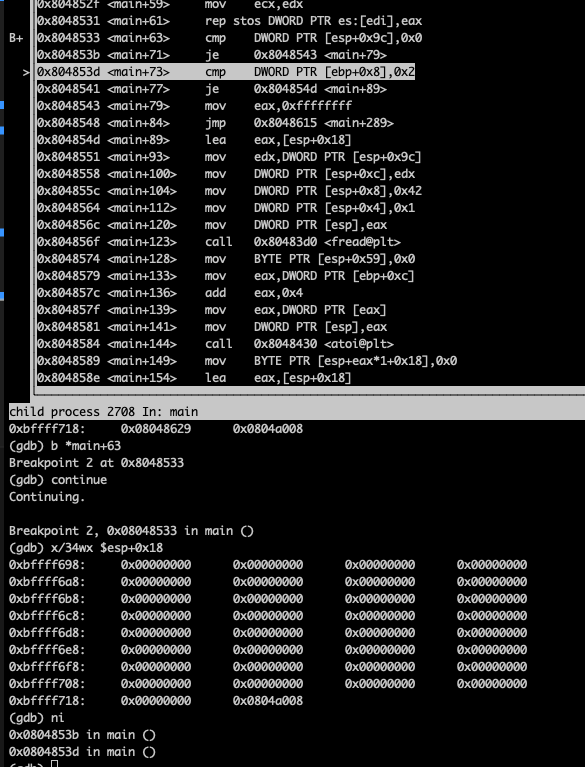 0x804852f <main+59>     mov    ecx,edx
0x8048531 <main+61>     rep stos DWORD PTR es:[edi],eax
B+ 0x8048533 <main+63>     cmp    DWORD PTR [esp+0x9c],0x0
0x804853b <main+71>     je     0x8048543 <main+79>
>0x804853d <main+73>     cmp    DWORD PTR [ebp+0x8],0x2
0x8048541 <main+77>     je     0x804854d <main+89>
0x8048543 <main+79>     mov    eax,0xffffffff
0x8048548 <main+84>     jmp    0x8048615 <main+289>
0x804854d <main+89>     lea    eax,[esp+0x18]
0x8048551 <main+93>     mov    edx,DWORD PTR [esp+0x9c]
0x8048558 <main+100>    mov    DWORD PTR [esp+0xc],edx
0x804855c <main+104>    mov    DWORD PTR [esp+0x8],0x42
0x8048564 <main+112>    mov    DWORD PTR [esp+0x4],0x1
0x804856c <main+120>    mov    DWORD PTR [esp],eax
0x804856f <main+123>    call   0x80483d0 <fread@plt>
0x8048574 <main+128>    mov    BYTE PTR [esp+0x59],0x0
0x8048579 <main+133>    mov    eax,DWORD PTR [ebp+0xc]
0x804857c <main+136>    add    eax,0x4
0x804857f <main+139>    mov    eax,DWORD PTR [eax]
0x8048581 <main+141>    mov    DWORD PTR [esp],eax
0x8048584 <main+144>    call   0x8048430 <atoi@plt>
0x8048589 <main+149>    mov    BYTE PTR [esp+eax*1+0x18],0x0
0x804858e <main+154>    lea    eax,[esp+0x18]
child process 2708 In: main
0xbffff718:     0x08048629      0x0804a008
(gdb) b *main+63
Breakpoint 2 at 0x8048533
(gdb) continue
Continuing.
Breakpoint 2, 0x08048533 in main ()
(gdb) x/34wx $esp+0x18
0xbffff698:     0x00000000      0x00000000      0x00000000      0x00000000
0xbffff6a8:     0x00000000      0x00000000      0x00000000      0x00000000
0xbffff6b8:     0x00000000      0x00000000      0x00000000      0x00000000
0xbffff6c8:     0x00000000      0x00000000      0x00000000      0x00000000
0xbffff6d8:     0x00000000      0x00000000      0x00000000      0x00000000
0xbffff6e8:     0x00000000      0x00000000      0x00000000      0x00000000
0xbffff6f8:     0x00000000      0x00000000      0x00000000      0x00000000
0xbffff708:     0x00000000      0x00000000      0x00000000      0x00000000
0xbffff718:     0x00000000      0x0804a008
(gdb) ni
0x0804853b in main ()
0x0804853d in main ()
(gdb)